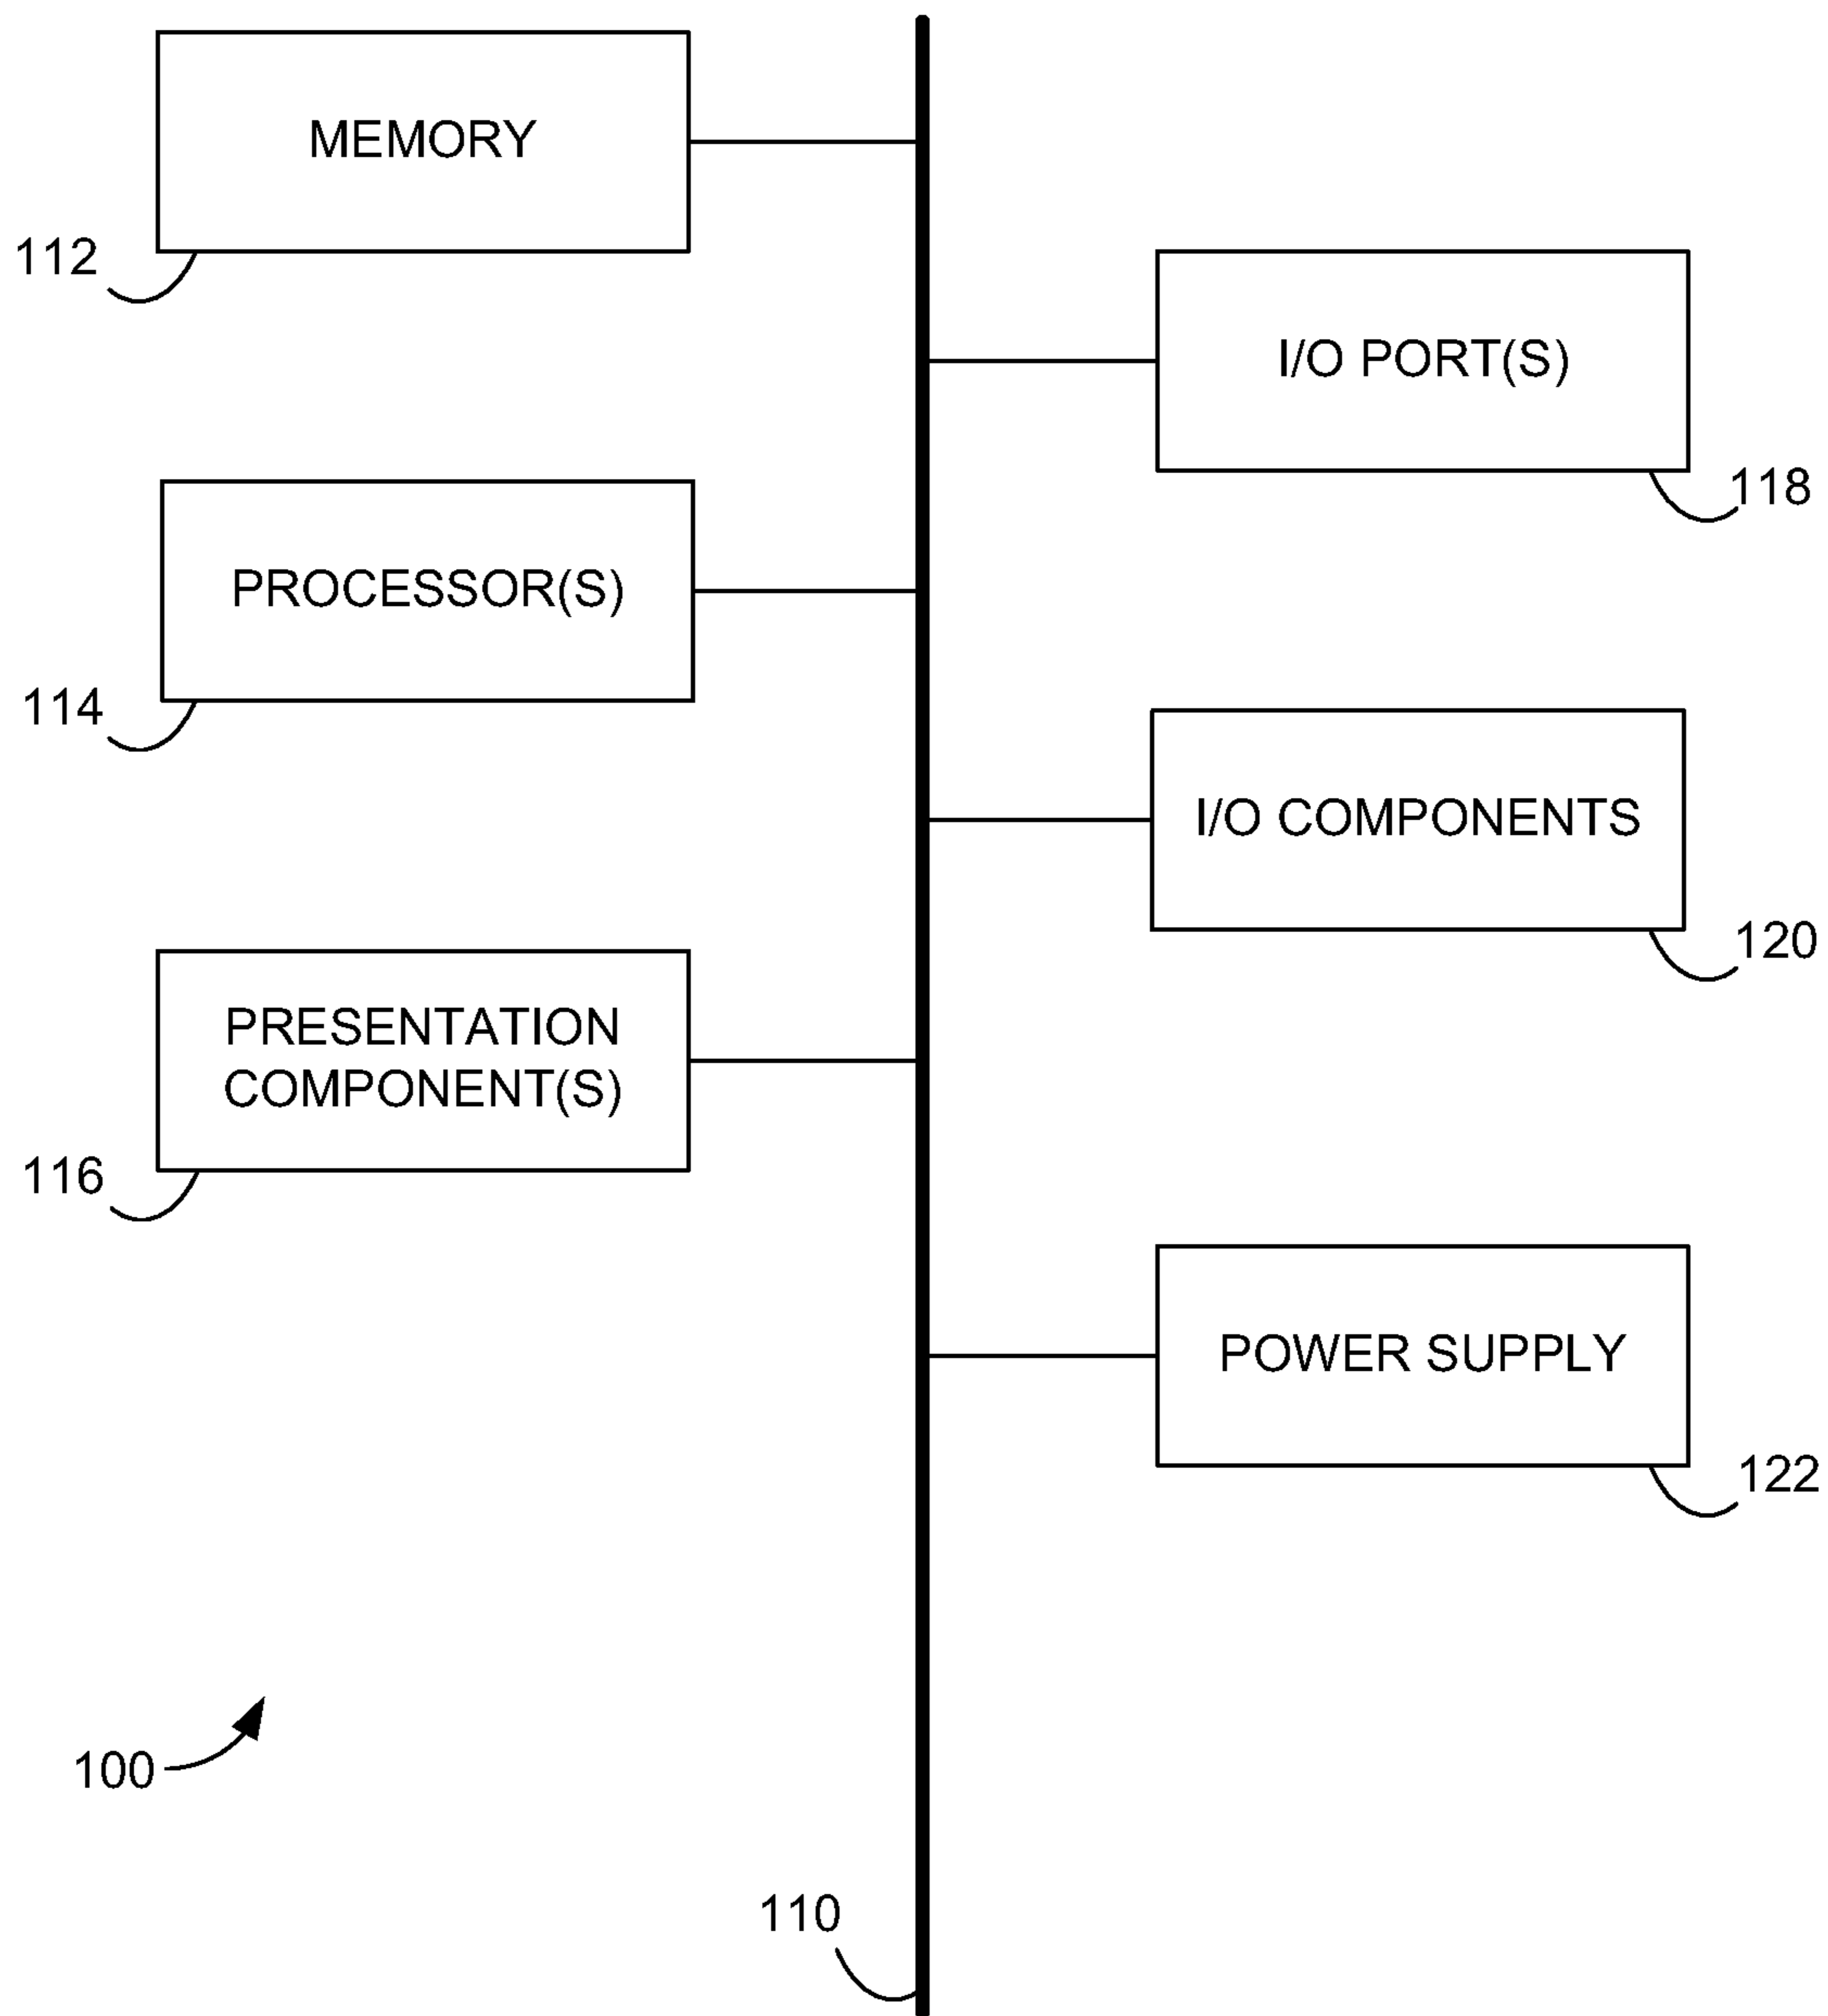 MEMORY
112
I/O PORT(S)
118
PROCESSOR(S)
114
I/O COMPONENTS
120
PRESENTATION
COMPONENT(S)
116
POWER SUPPLY
122
100
110